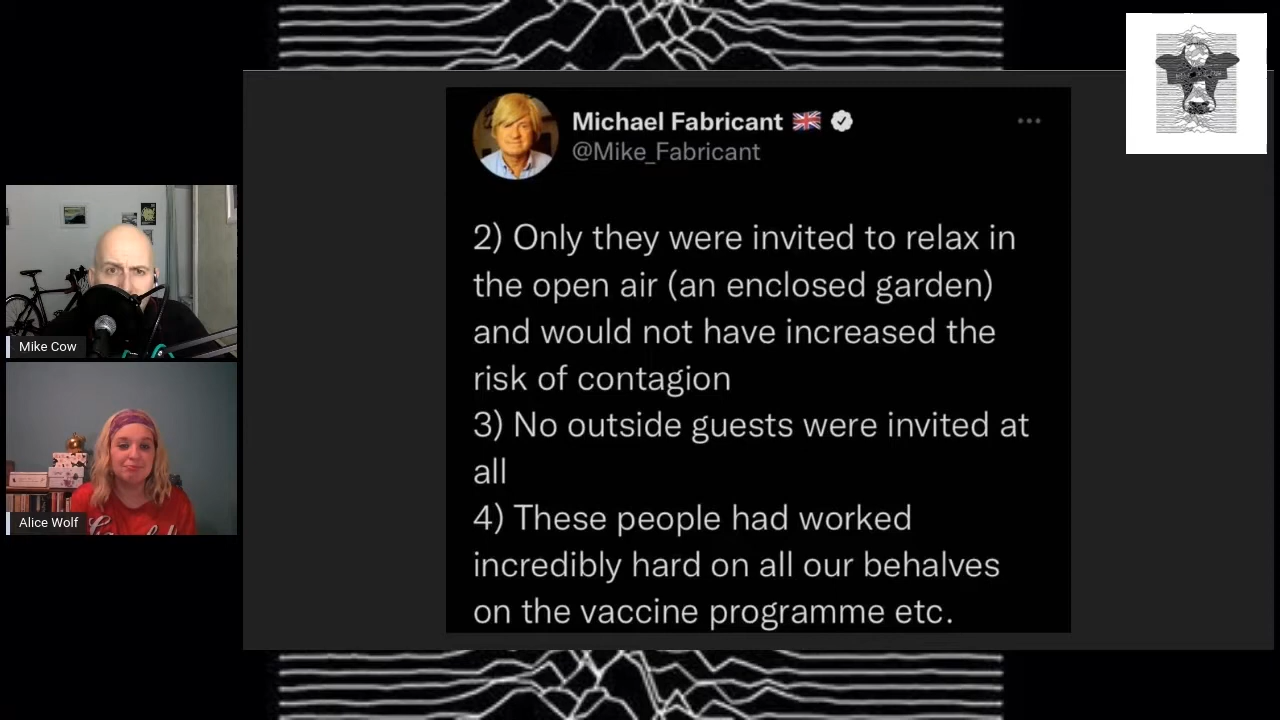 Michael Fabricant 🇬🇧
@Mike_Fabricant
2) Only they were invited to relax in
the open air (an enclosed garden)
and would not have increased the
risk of contagion
3) No outside guests were invited at
all
4) These people had worked
incredibly hard on all our behalves
on the vaccine programme etc.
Mike Cow
Alice Wolf